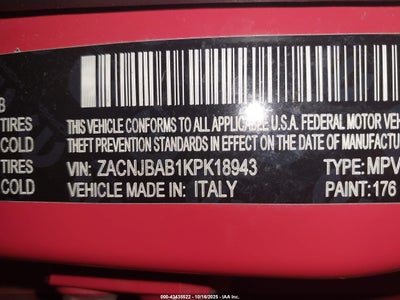 B
TIRES THIS VEHICLE CONFORMS TO ALL APPLICABLE U.S.A. FEDERAL MOTOR VEH
COLD THEFT PREVENTION STANDARDS IN EFFECT ON THE DATE OF MANUFACTU
TIRES VIN: ZACNJBAB1KPK18943 TYPE: MPV
COLD VEHICLE MADE IN: ITALY PAINT: 176
000-43435522 - 10/18/2025 - IAA Inc.